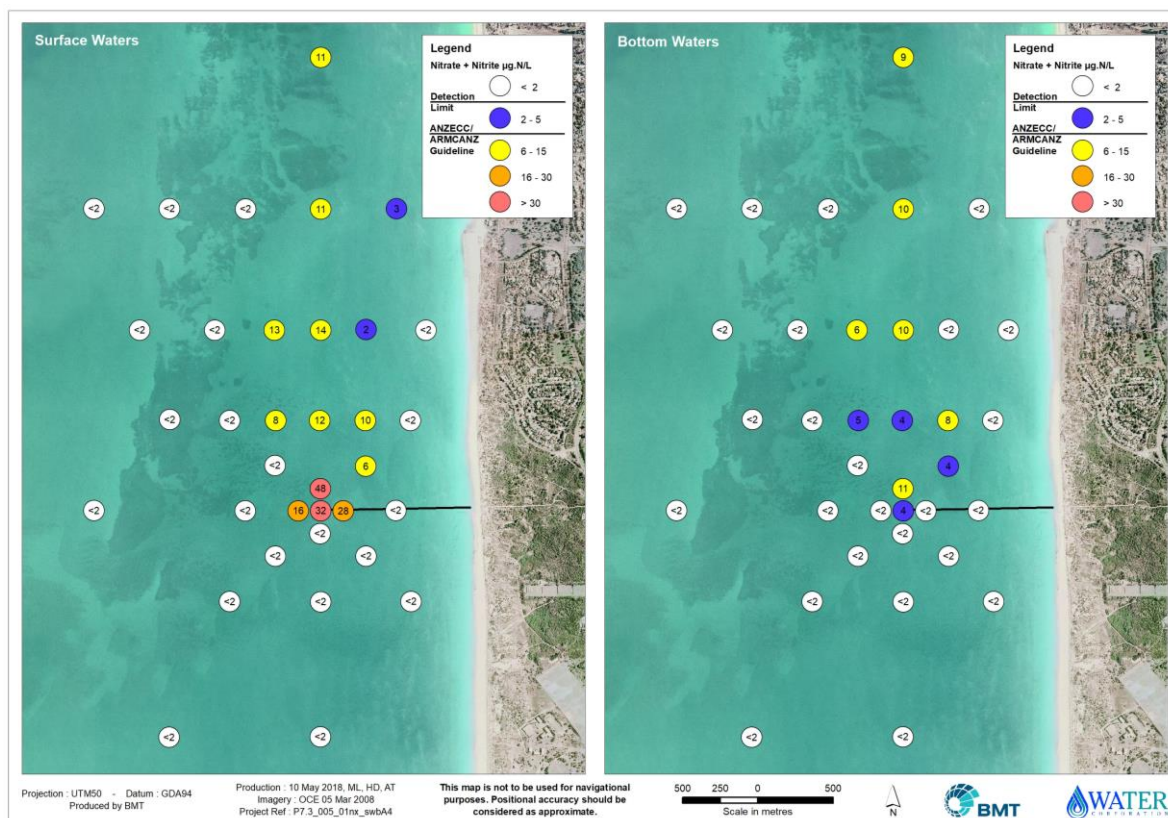 Surface Waters
11
Legend
Nitrate + Nitrite µg.N/L
< 2
Detection
Limit
2 - 5
ANZECC/
ARMCANZ
Guideline
6 - 15
16 - 30
> 30
<2 <2 <2 11 3
<2 <2 13 14 2 <2
<2 <2 8 12 10 <2
<2 6
48
<2 <2 16 32 28 <2
<2
<2 <2
<2 <2 <2
<2 <2
Bottom Waters
9
Legend
Nitrate + Nitrite µg.N/L
< 2
Detection
Limit
2 - 5
ANZECC/
ARMCANZ
Guideline
6 - 15
16 - 30
> 30
<2 <2 <2 10 <2
<2 <2 6 10 <2 <2
<2 <2 5 4 8 <2
<2 4
11
<2 <2 <2 4 <2 <2
<2
<2 <2
<2 <2 <2
<2 <2
Projection : UTM50 - Datum : GDA94
Produced by BMT
Production : 10 May 2018, ML, HD, AT
Imagery : OCE 05 Mar 2008
Project Ref : P7.3_005_01nx_swbA4
This map is not to be used for navigational
purposes. Positional accuracy should be
considered as approximate.
500 250 0 500
Scale in metres
N
BMT
WATER
CORPORATION